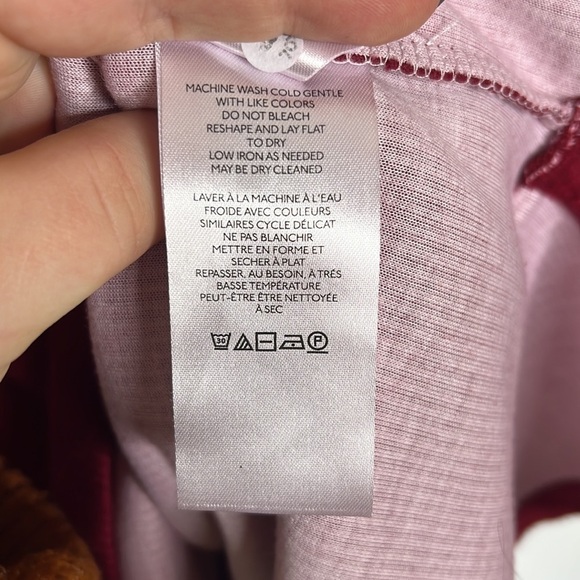 MACHINE WASH COLD GENTLE
WITH LIKE COLORS
DO NOT BLEACH
RESHAPE AND LAY FLAT
TO DRY
LOW IRON AS NEEDED
MAY BE DRY CLEANED
LAVER À LA MACHINE À L'EAU
FROIDE AVEC COULEURS
SIMILAIRES CYCLE DÉLICAT
NE PAS BLANCHIR
METTRE EN FORME ET
SECHER À PLAT
REPASSER, AU BESOIN, À TRÉS
BASSE TEMPÉRATURE
PEUT-ÊTRE ÊTRE NETTOYÉE
À SEC
30 P